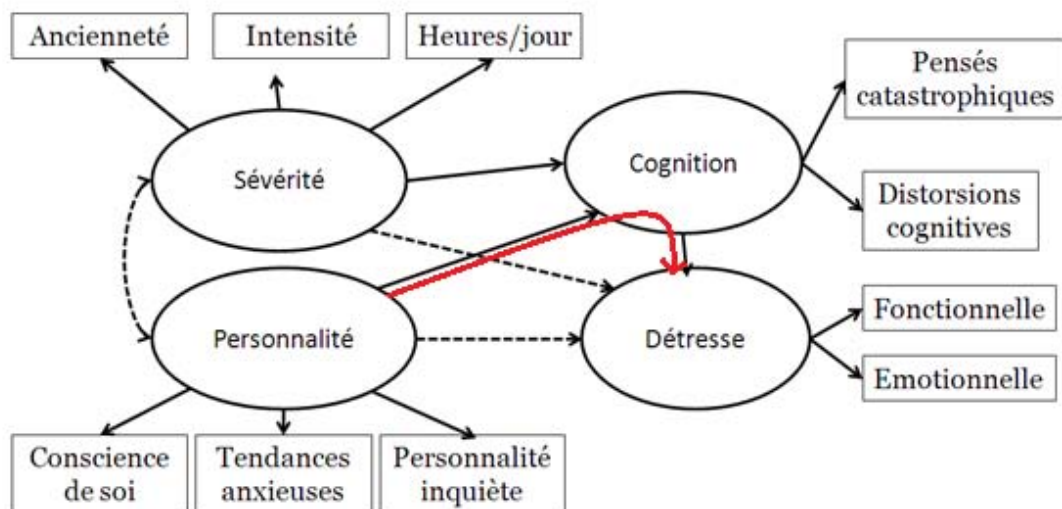 Ancienneté
Intensité
Heures/jour
Pensés
catastrophiques
Sévérité
Cognition
Distorsions
cognitives
Personnalité
Détresse
Fonctionnelle
Emotionnelle
Conscience
de soi
Tendances
anxieuses
Personnalité
inquiète